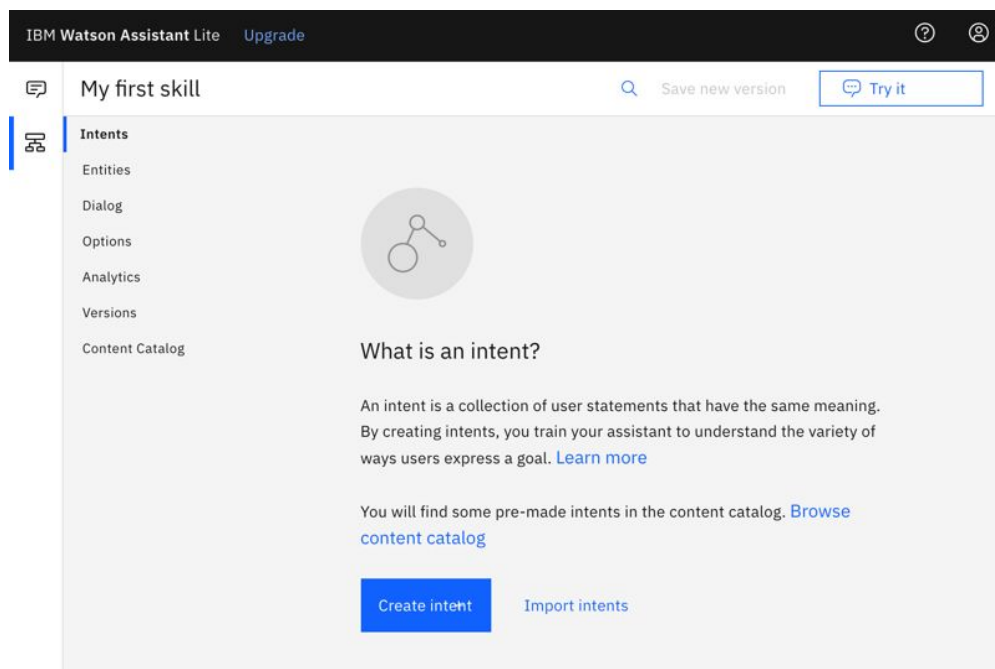 IBM Watson Assistant Lite Upgrade
My first skill
Save new version
Try it
Intents
Entities
Dialog
Options
Analytics
Versions
Content Catalog
What is an intent?
An intent is a collection of user statements that have the same meaning.
By creating intents, you train your assistant to understand the variety of
ways users express a goal. Learn more
You will find some pre-made intents in the content catalog. Browse
content catalog
Create intent
Import intents